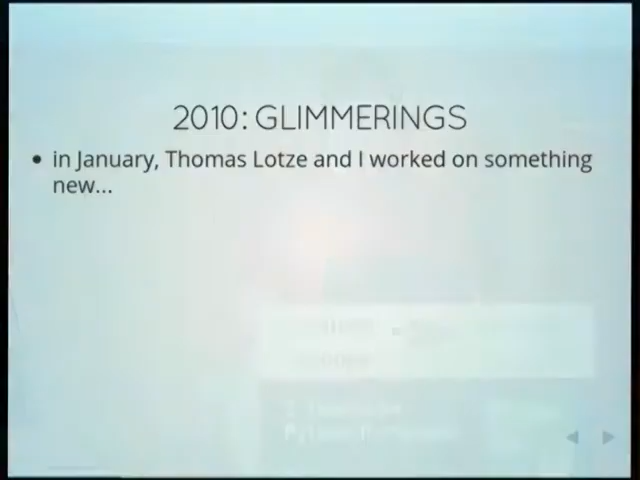 2010: GLIMMERINGS
• in January, Thomas Lotze and I worked on something
new...